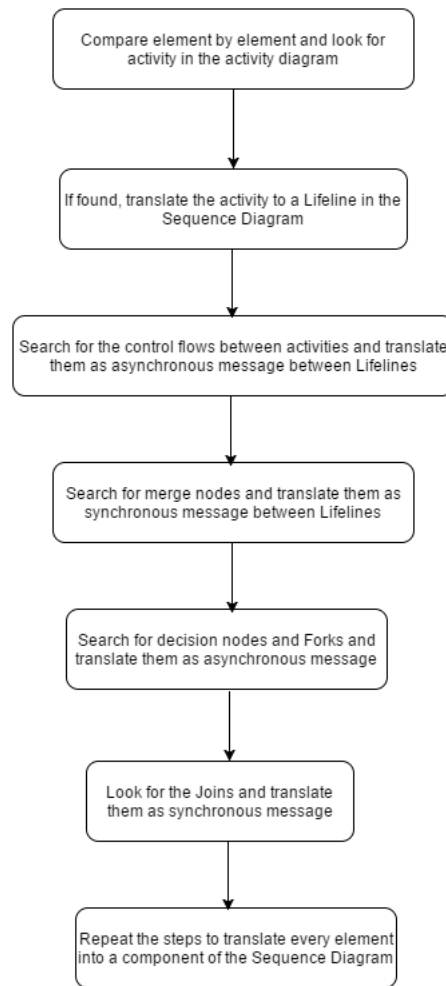 Compare element by element and look for
activity in the activity diagram
If found, translate the activity to a Lifeline in the
Sequence Diagram
Search for the control flows between activities and translate
them as asynchronous message between Lifelines
Search for merge nodes and translate them as
synchronous message between Lifelines
Search for decision nodes and Forks and
translate them as asynchronous message
Look for the Joins and translate
them as synchronous message
Repeat the steps to translate every element
into a component of the Sequence Diagram